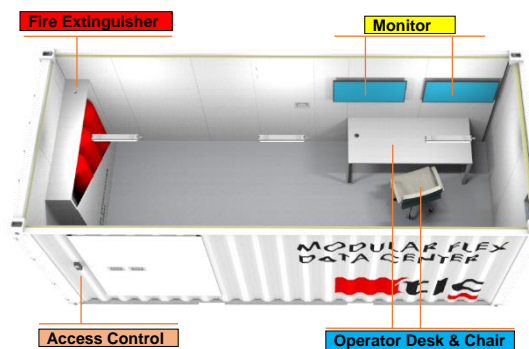 Fire Extinguisher
Monitor
MODULAR FLEX
DATA CENTER
Access Control
Operator Desk & Chair